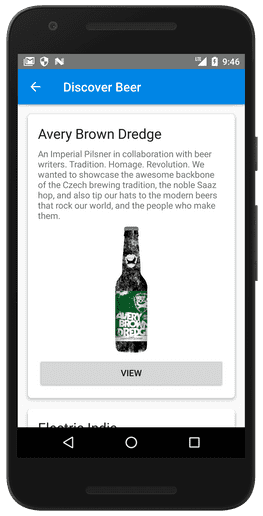 LTE 9:46
Discover Beer
Avery Brown Dredge
An Imperial Pilsner in collaboration with beer
writers. Tradition. Homage. Revolution. We
wanted to showcase the awesome backbone
of the Czech brewing tradition, the noble Saaz
hop, and also tip our hats to the modern beers
that rock our world, and the people who make
them.
AVERY
BROWN
DREDGE
VIEW
Electric India